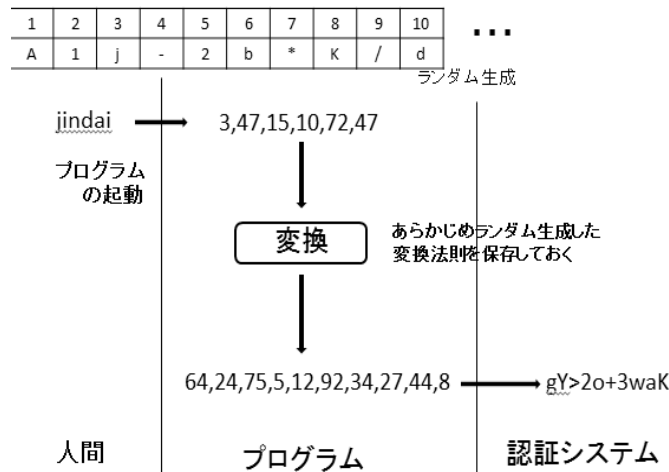 1 2 3 4 5 6 7 8 9 10 ...
A 1 j - 2 b * K / d
ランダム生成
jindai
3,47,15,10,72,47
プログラム
の起動
変換
あらかじめランダム生成した
変換法則を保存しておく
64,24,75,5,12,92,34,27,44,8
gY>2o+3waK
人間
プログラム
認証システム